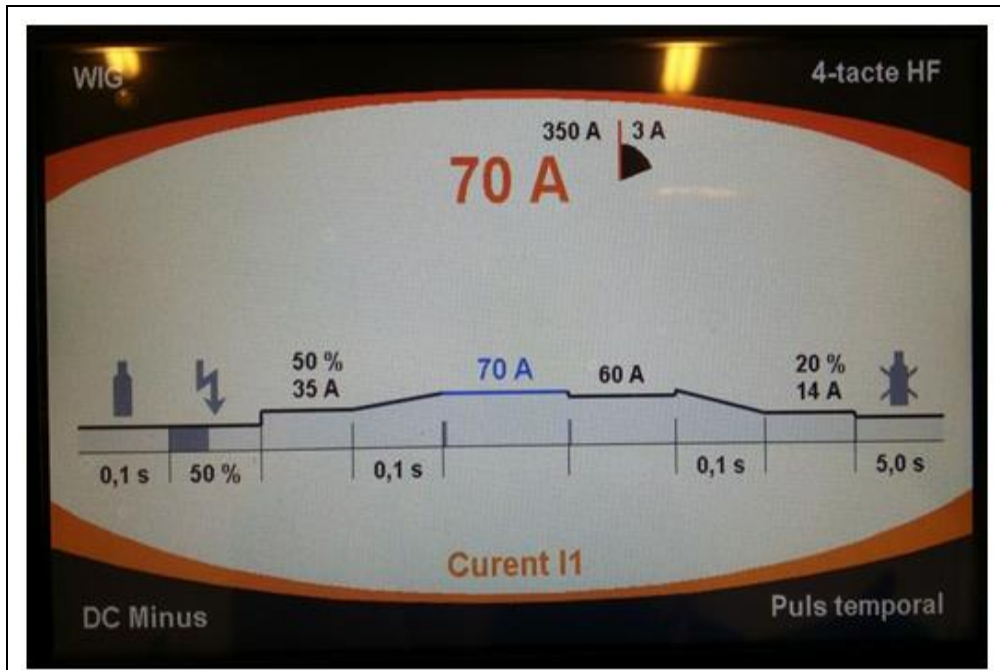 WIG
4-tacte HF
350 A 3 A
70 A
50 %
35 A
70 A
60 A
20 %
14 A
0,1 s
50 %
0,1 s
0,1 s
5,0 s
Curent I1
DC Minus
Puls temporal